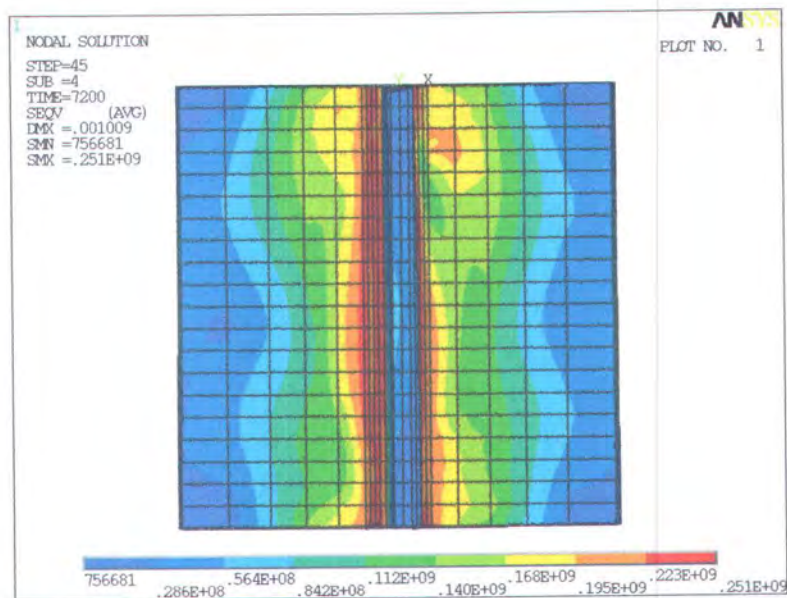 1
ANSYS
NODAL SOLUTION
PLOT NO. 1
STEP=45
SUB =4
TIME=7200
SEQV (AVG)
DMX =.001009
SMN =756681
SMX =.251E+09
Y X
756681 .564E+08 .112E+09 .168E+09 .223E+09
.286E+08 .842E+08 .140E+09 .195E+09 .251E+09